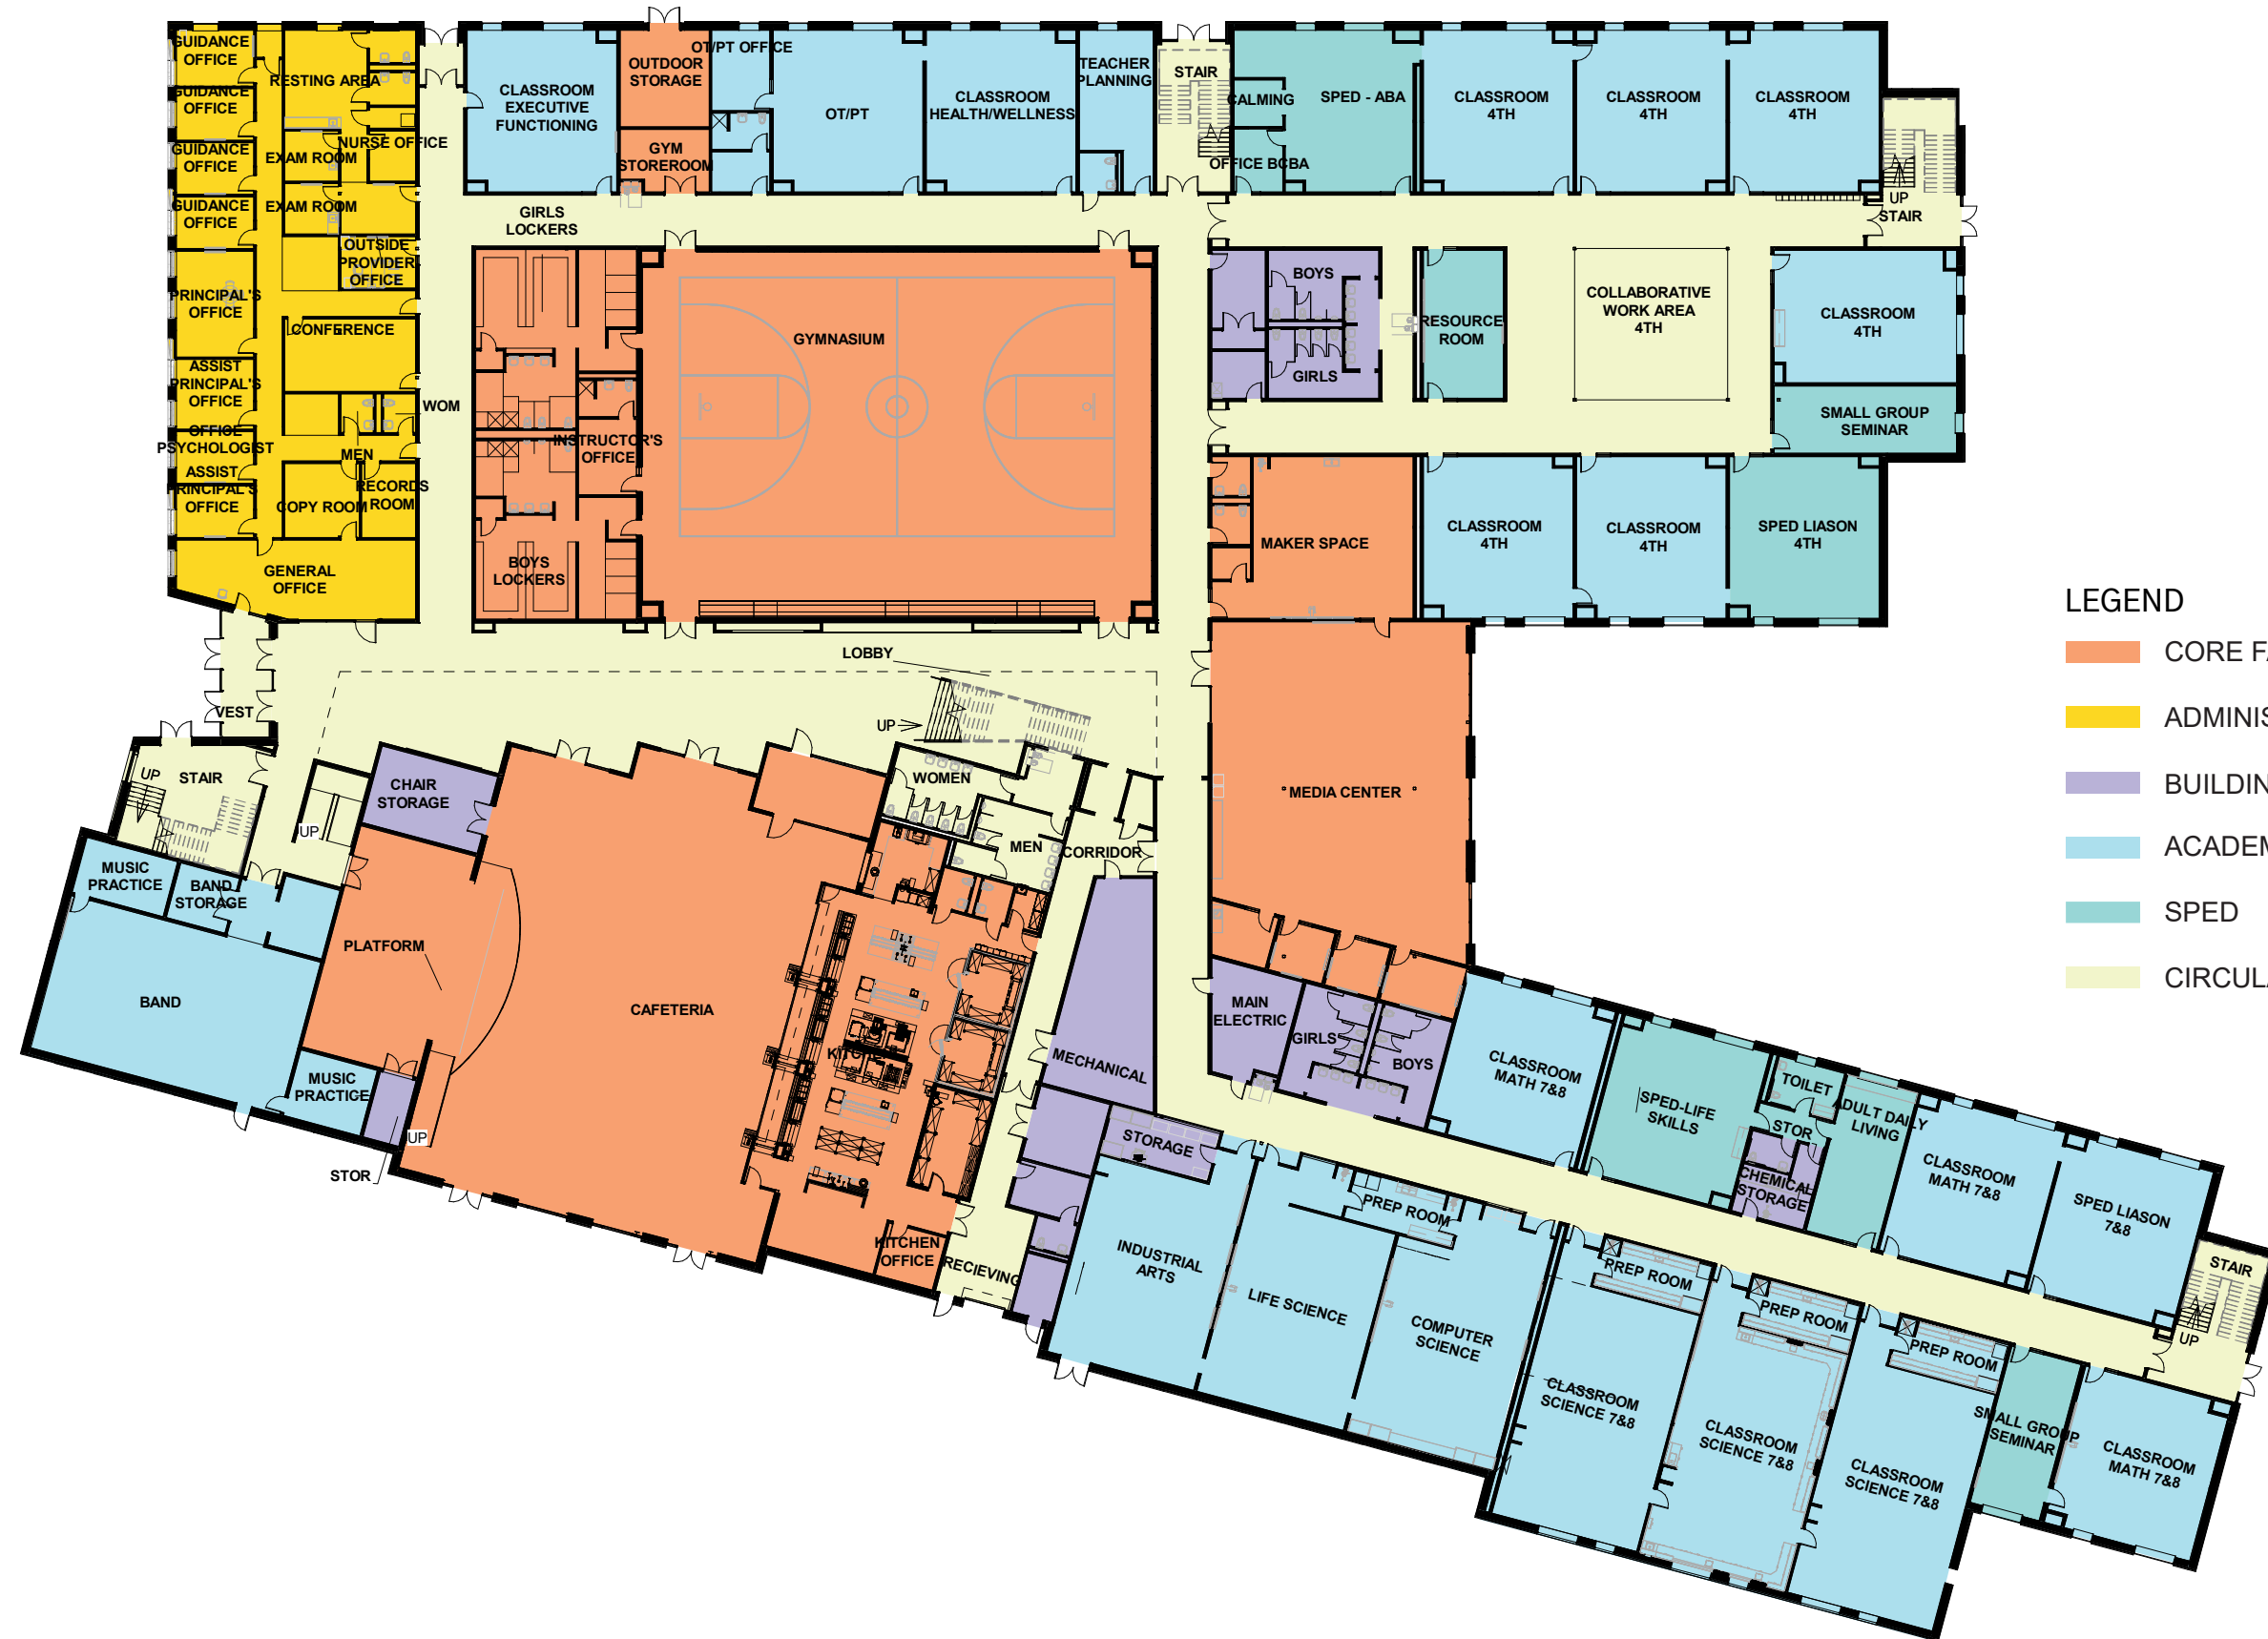 GUIDANCE
OFFICE
GUIDANCE
OFFICE
GUIDANCE
OFFICE
GUIDANCE
OFFICE
RESTING AREA
NURSE OFFICE
EXAM ROOM
EXAM ROOM
OUTSIDE
PROVIDER
OFFICE
PRINCIPAL'S
OFFICE
CONFERENCE
ASSIST
PRINCIPAL'S
OFFICE
OFFICE
PSYCHOLOGIST
ASSIST
PRINCIPAL'S
OFFICE
WOM
MEN
RECORDS
ROOM
COPY ROOM
GENERAL
OFFICE
CLASSROOM
EXECUTIVE
FUNCTIONING
OUTDOOR
STORAGE
GYM
STOREROOM
OT/PT OFFICE
OT/PT
CLASSROOM
HEALTH/WELLNESS
TEACHER
PLANNING
STAIR
CALMING
OFFICE BCBA
SPED - ABA
CLASSROOM
4TH
CLASSROOM
4TH
CLASSROOM
4TH
UP
STAIR
GIRLS
LOCKERS
GYMNASIUM
INSTRUCTOR'S
OFFICE
BOYS
LOCKERS
BOYS
GIRLS
RESOURCE
ROOM
COLLABORATIVE
WORK AREA
4TH
CLASSROOM
4TH
SMALL GROUP
SEMINAR
MAKER SPACE
CLASSROOM
4TH
CLASSROOM
4TH
SPED LIASON
4TH
LOBBY
UP
VEST
STAIR
UP
CHAIR
STORAGE
UP
WOMEN
MEN
CORRIDOR
MEDIA CENTER
MUSIC
PRACTICE
BAND
STORAGE
PLATFORM
BAND
CAFETERIA
KITCHEN
MUSIC
PRACTICE
UP
STOR
KITCHEN
OFFICE
RECIEVING
MECHANICAL
MAIN
ELECTRIC
GIRLS
BOYS
STORAGE
CLASSROOM
MATH 7&8
SPED-LIFE
SKILLS
TOILET
STOR
CHEMICAL
STORAGE
ADULT DAILY
LIVING
CLASSROOM
MATH 7&8
SPED LIASON
7&8
STAIR
UP
INDUSTRIAL
ARTS
LIFE SCIENCE
PREP ROOM
COMPUTER
SCIENCE
PREP ROOM
PREP ROOM
PREP ROOM
CLASSROOM
SCIENCE 7&8
CLASSROOM
SCIENCE 7&8
CLASSROOM
SCIENCE 7&8
SMALL GROUP
SEMINAR
CLASSROOM
MATH 7&8
LEGEND
CORE FA
ADMINIS
BUILDIN
ACADEM
SPED
CIRCULA